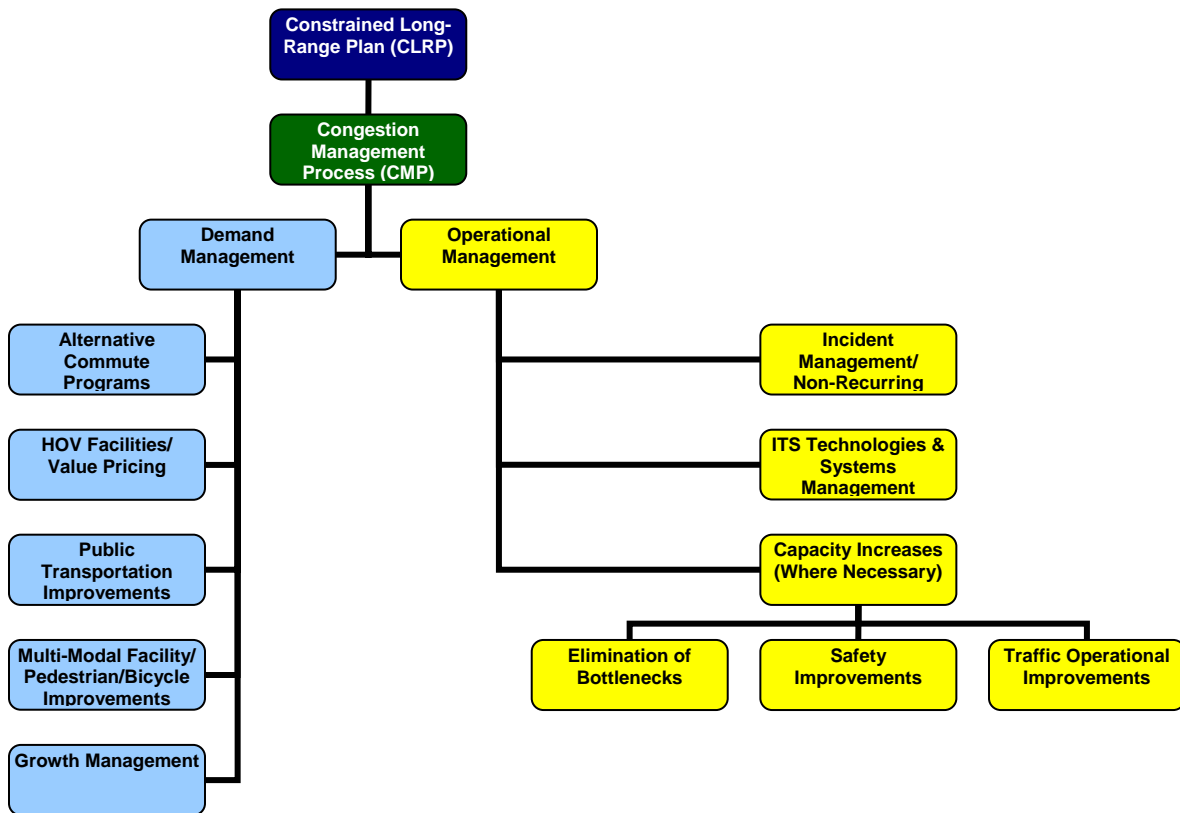 Constrained Long-
Range Plan (CLRP)
Congestion
Management
Process (CMP)
Demand
Management
Operational
Management
Alternative
Commute
Programs
HOV Facilities/
Value Pricing
Public
Transportation
Improvements
Multi-Modal Facility/
Pedestrian/Bicycle
Improvements
Growth Management
Incident
Management/
Non-Recurring
ITS Technologies &
Systems
Management
Capacity Increases
(Where Necessary)
Elimination of
Bottlenecks
Safety
Improvements
Traffic Operational
Improvements